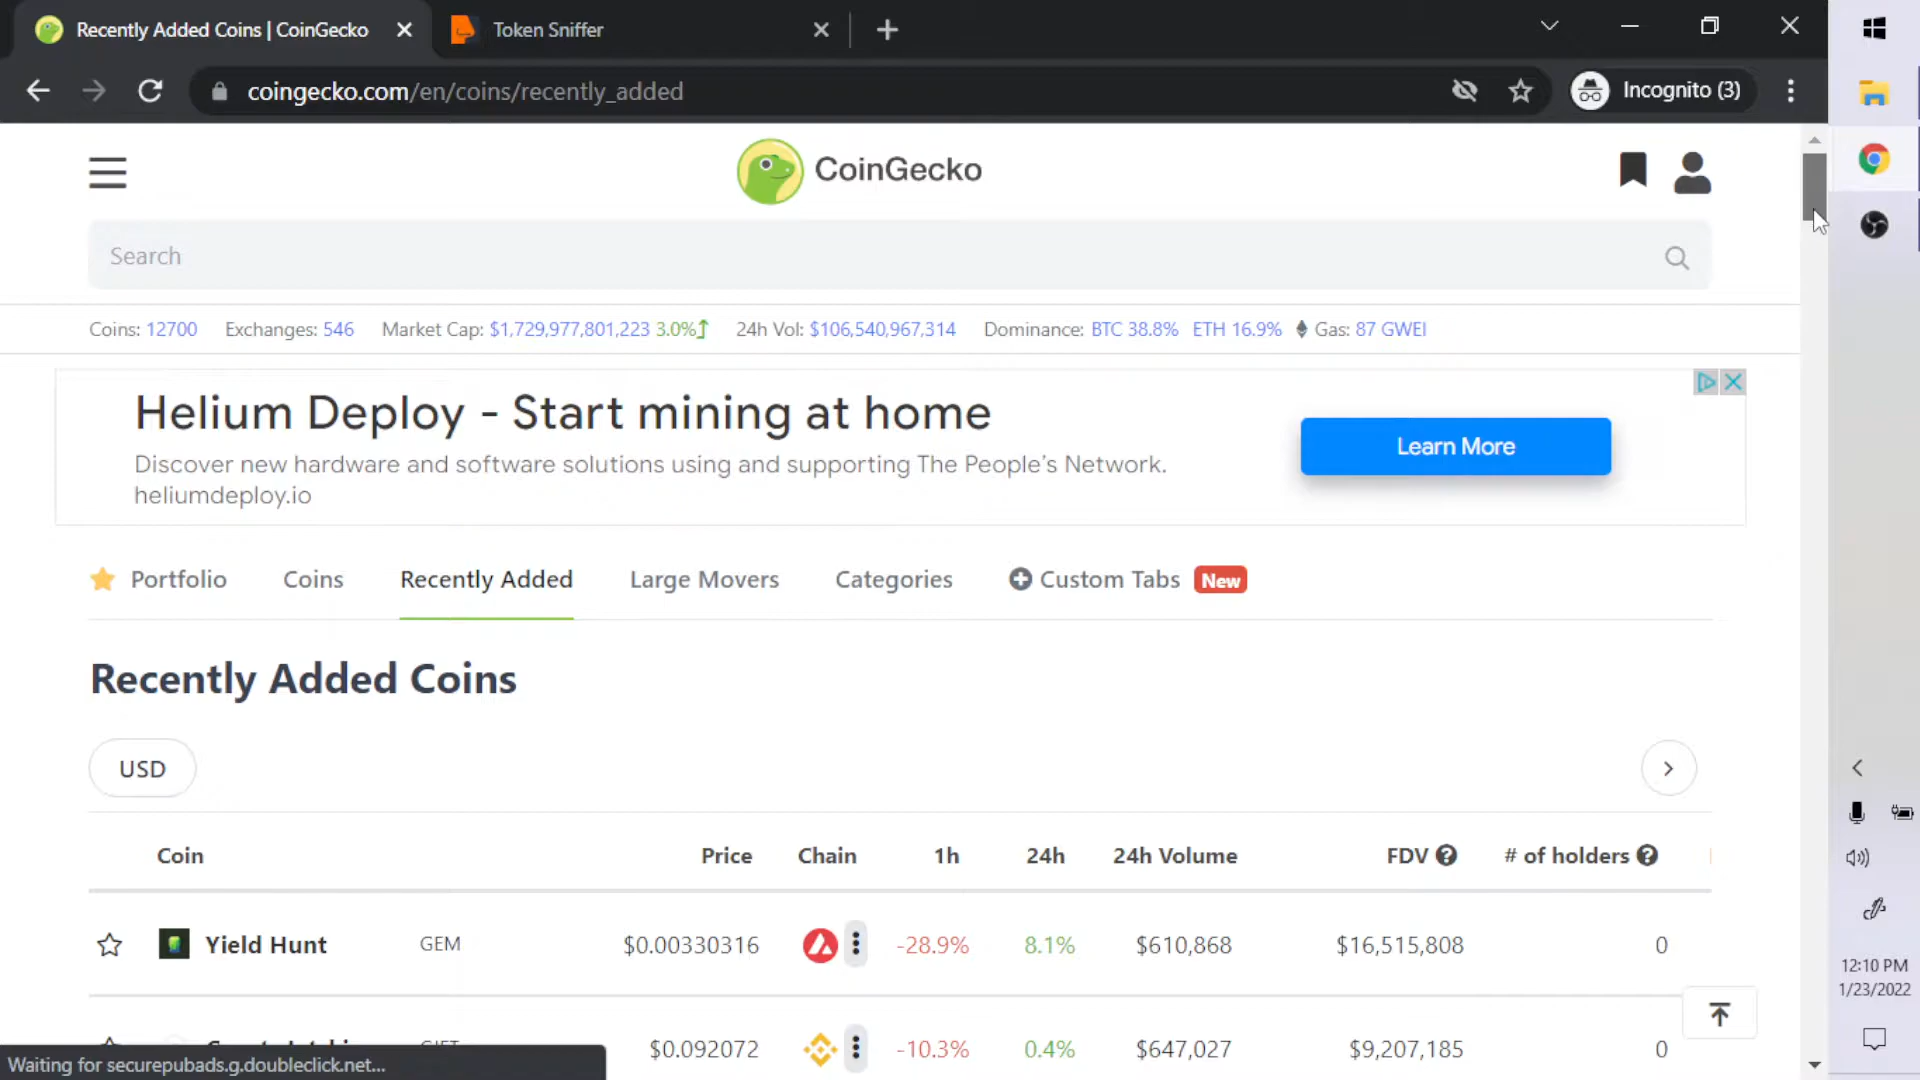 Recently Added Coins | CoinGecko
Token Sniffer
coingecko.com/en/coins/recently_added
Incognito (3)
CoinGecko
Search
Coins: 12700 Exchanges: 546 Market Cap: $1,729,977,801,223 3.0% 24h Vol: $106,540,967,314 Dominance: BTC 38.8% ETH 16.9% Gas: 87 GWEI
Helium Deploy - Start mining at home
Discover new hardware and software solutions using and supporting The People's Network.
heliumdeploy.io
Learn More
Portfolio Coins Recently Added Large Movers Categories Custom Tabs New
Recently Added Coins
USD
Coin Price Chain 1h 24h 24h Volume FDV # of holders
Yield Hunt GEM $0.00330316 -28.9% 8.1% $610,868 $16,515,808 0
$0.092072 -10.3% 0.4% $647,027 $9,207,185 0
Waiting for securepubads.g.doubleclick.net...
12:10 PM
1/23/2022